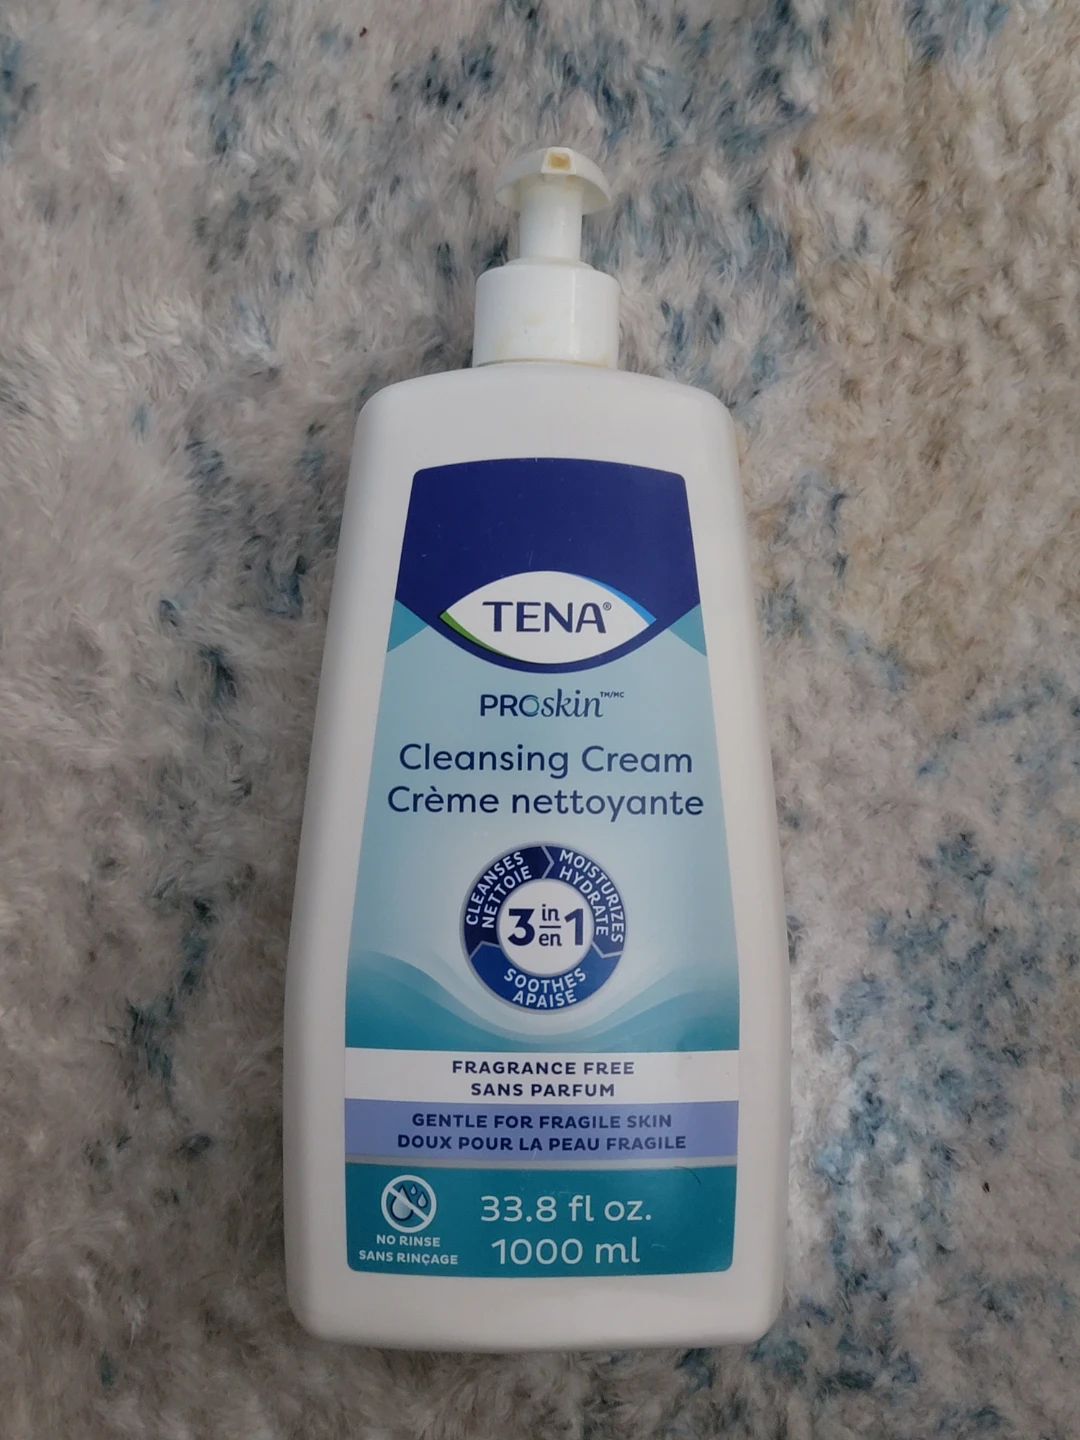 TENA®
PROskin™/MC
Cleansing Cream
Crème nettoyante
CLEANSES
NETTOIE
MOISTURIZES
HYDRATE
3 in/en 1
SOOTHES
APAISE
FRAGRANCE FREE
SANS PARFUM
GENTLE FOR FRAGILE SKIN
DOUX POUR LA PEAU FRAGILE
NO RINSE
SANS RINÇAGE
33.8 fl oz.
1000 ml